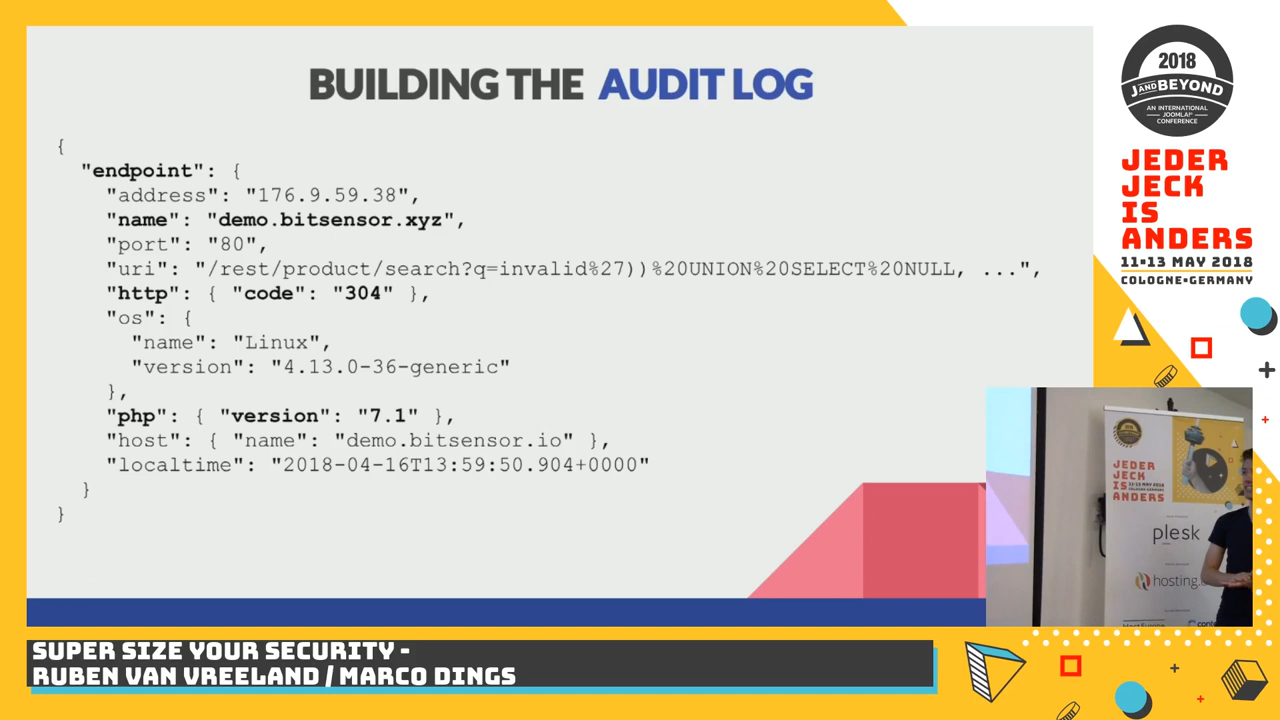 BUILDING THE AUDIT LOG
{
"endpoint": {
"address": "176.9.59.38",
"name": "demo.bitsensor.xyz",
"port": "80",
"uri": "/rest/product/search?q=invalid%27))%20UNION%20SELECT%20NULL, ...",
"http": { "code": "304" },
"os": {
"name": "Linux",
"version": "4.13.0-36-generic"
},
"php": { "version": "7.1" },
"host": { "name": "demo.bitsensor.io" },
"localtime": "2018-04-16T13:59:50.904+0000"
}
}
2018
J AND BEYOND
AN INTERNATIONAL
JOOMLA! CONFERENCE
JEDER
JECK
IS
ANDERS
11-13 MAY 2018
COLOGNE-GERMANY
JEDER
JECK
IS
ANDERS
plesk
hosting.
SUPER SIZE YOUR SECURITY -
RUBEN VAN VREELAND / MARCO DINGS